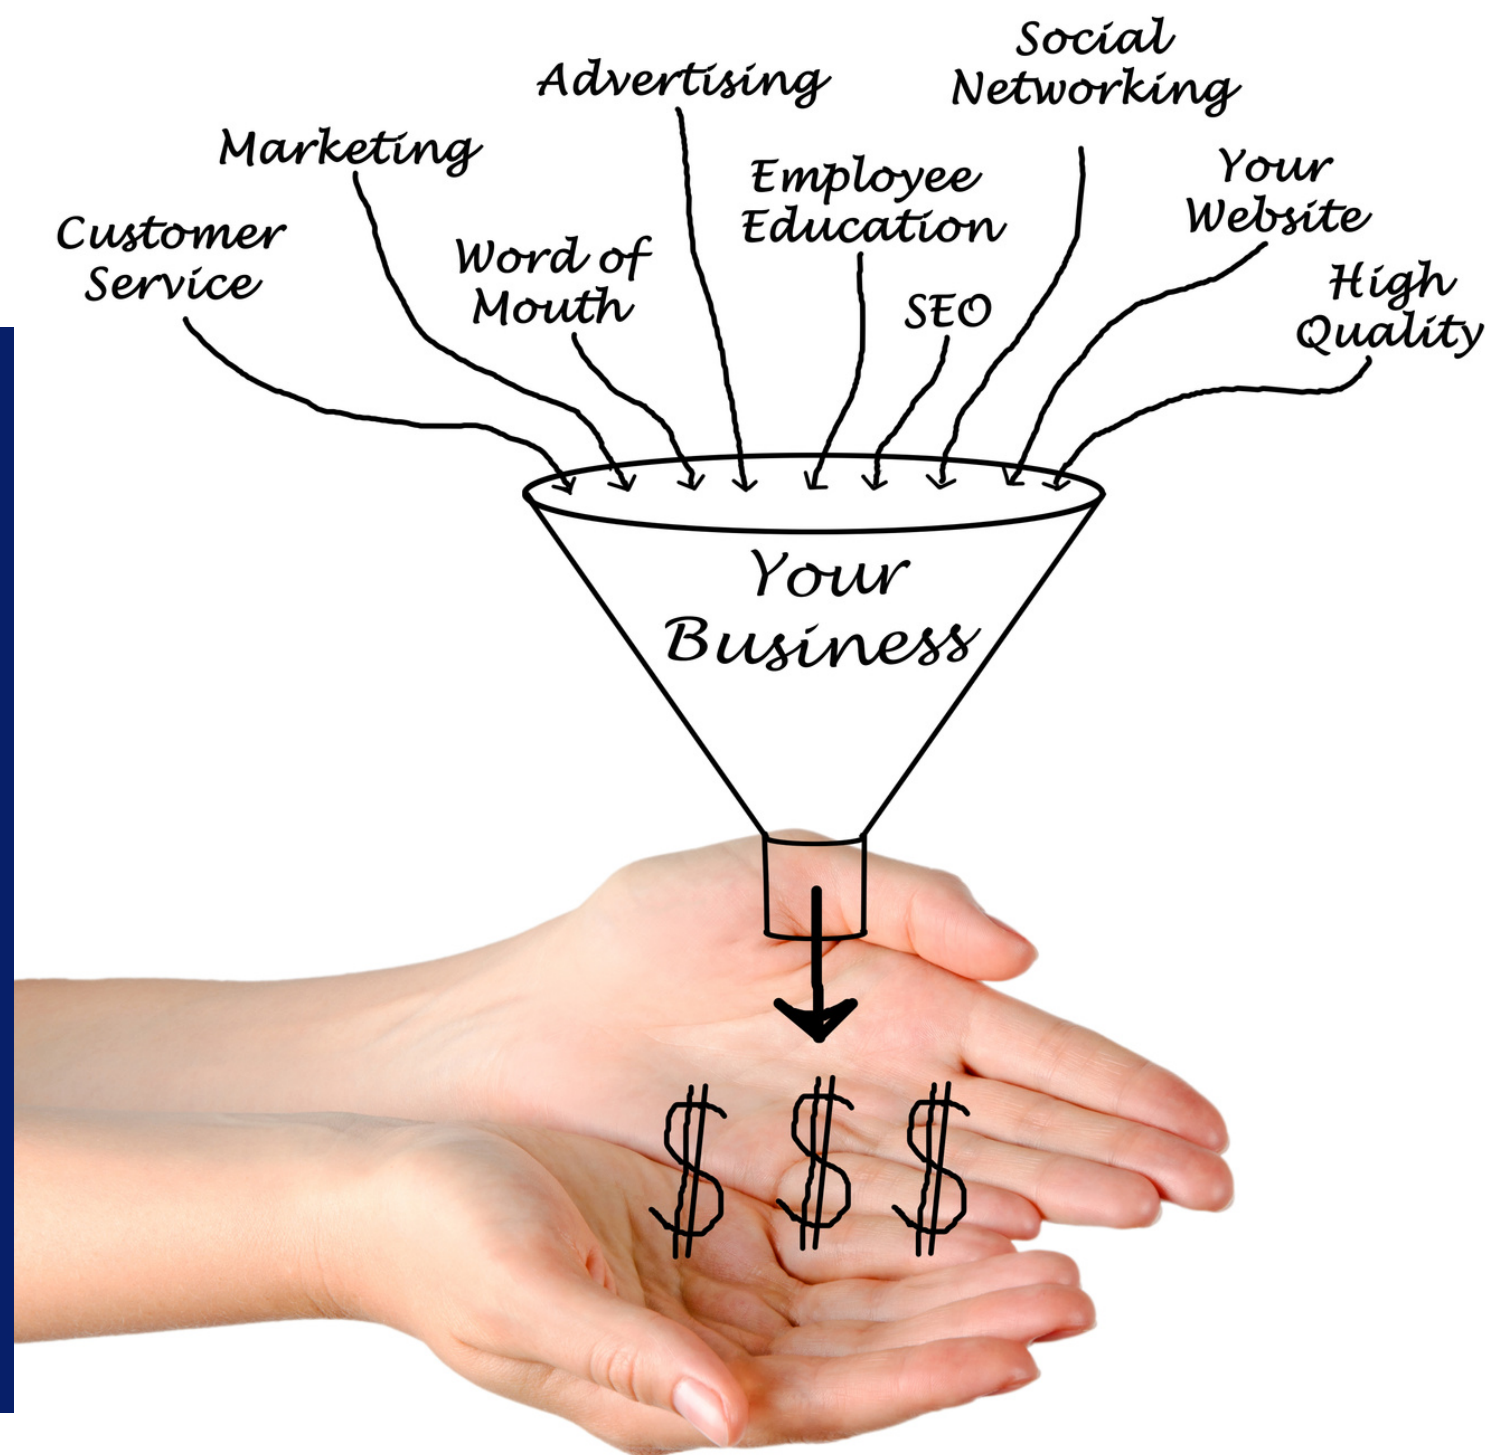 Social
Networking
Advertising
Marketing
Employee
Education
Your
Website
Customer
Service
Word of
Mouth
SEO
High
Quality
Your
Business
$ $ $